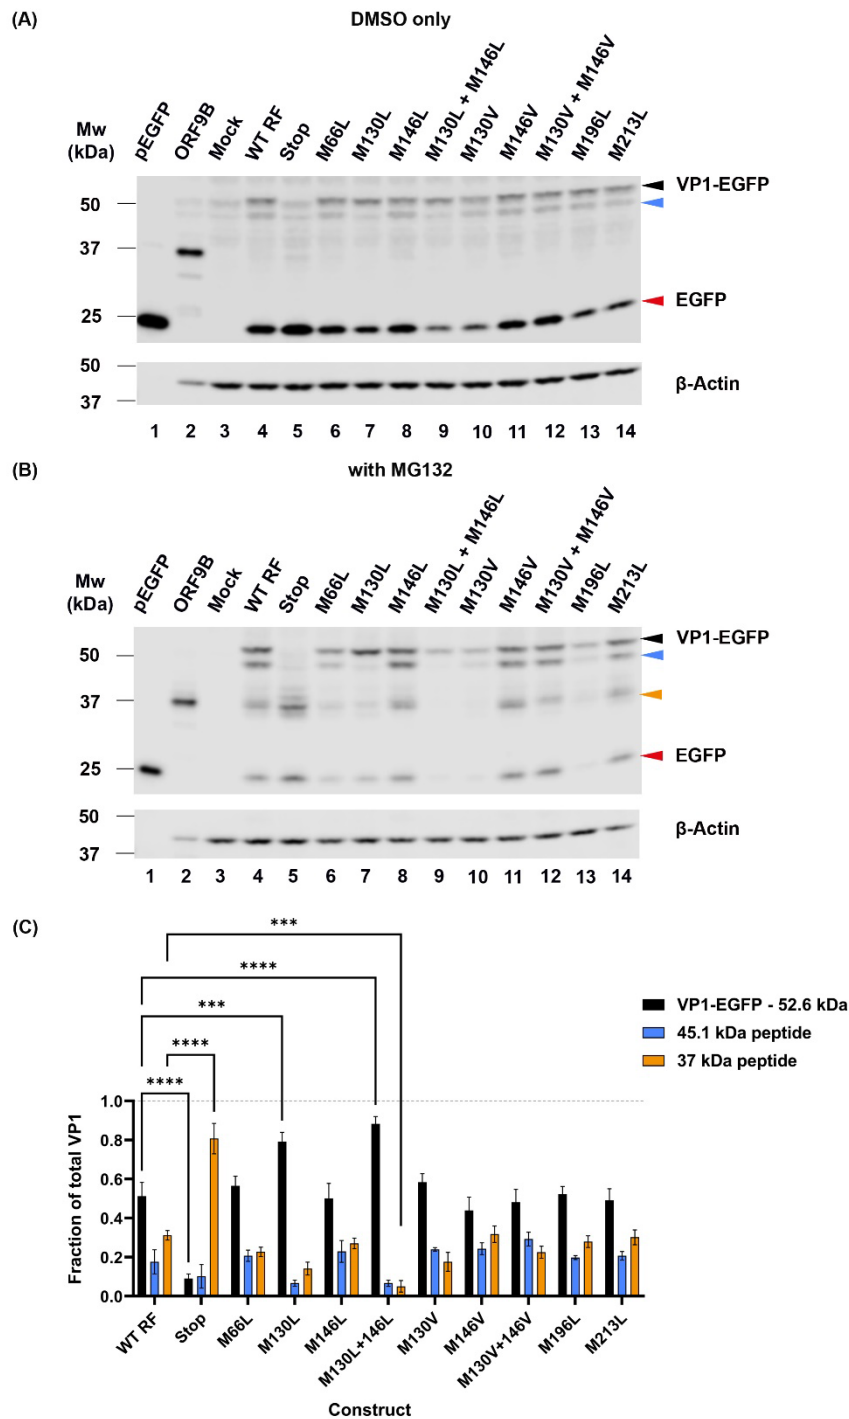 (A)
DMSO only
Mw
(kDa)
pEGFP
ORF9B
Mock
WT RF
Stop
M66L
M130L
M146L
M130L + M146L
M130V
M146V
M130V + M146V
M196L
M213L
50
37
25
VP1-EGFP
EGFP
50
37
β-Actin
1 2 3 4 5 6 7 8 9 10 11 12 13 14
(B)
with MG132
Mw
(kDa)
pEGFP
ORF9B
Mock
WT RF
Stop
M66L
M130L
M146L
M130L + M146L
M130V
M146V
M130V + M146V
M196L
M213L
50
37
25
VP1-EGFP
EGFP
50
37
β-Actin
1 2 3 4 5 6 7 8 9 10 11 12 13 14
(C)
***
****
***
****
****
VP1-EGFP - 52.6 kDa
45.1 kDa peptide
37 kDa peptide
Fraction of total VP1
1.0
0.8
0.6
0.4
0.2
0.0
WT RF
Stop
M66L
M130L
M146L
M130L+146L
M130V
M146V
M130V+146V
M196L
M213L
Construct